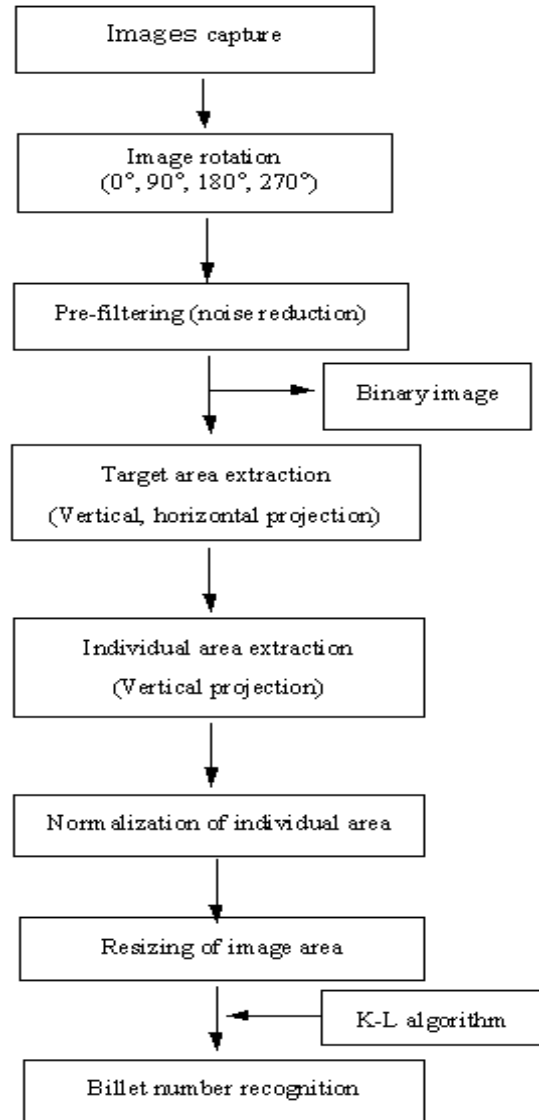 Images capture
Image rotation
(0°, 90°, 180°, 270°)
Pre-filtering (noise reduction)
Binary image
Target area extraction
(Vertical, horizontal projection)
Individual area extraction
(Vertical projection)
Normalization of individual area
Resizing of image area
K-L algorithm
Billet number recognition